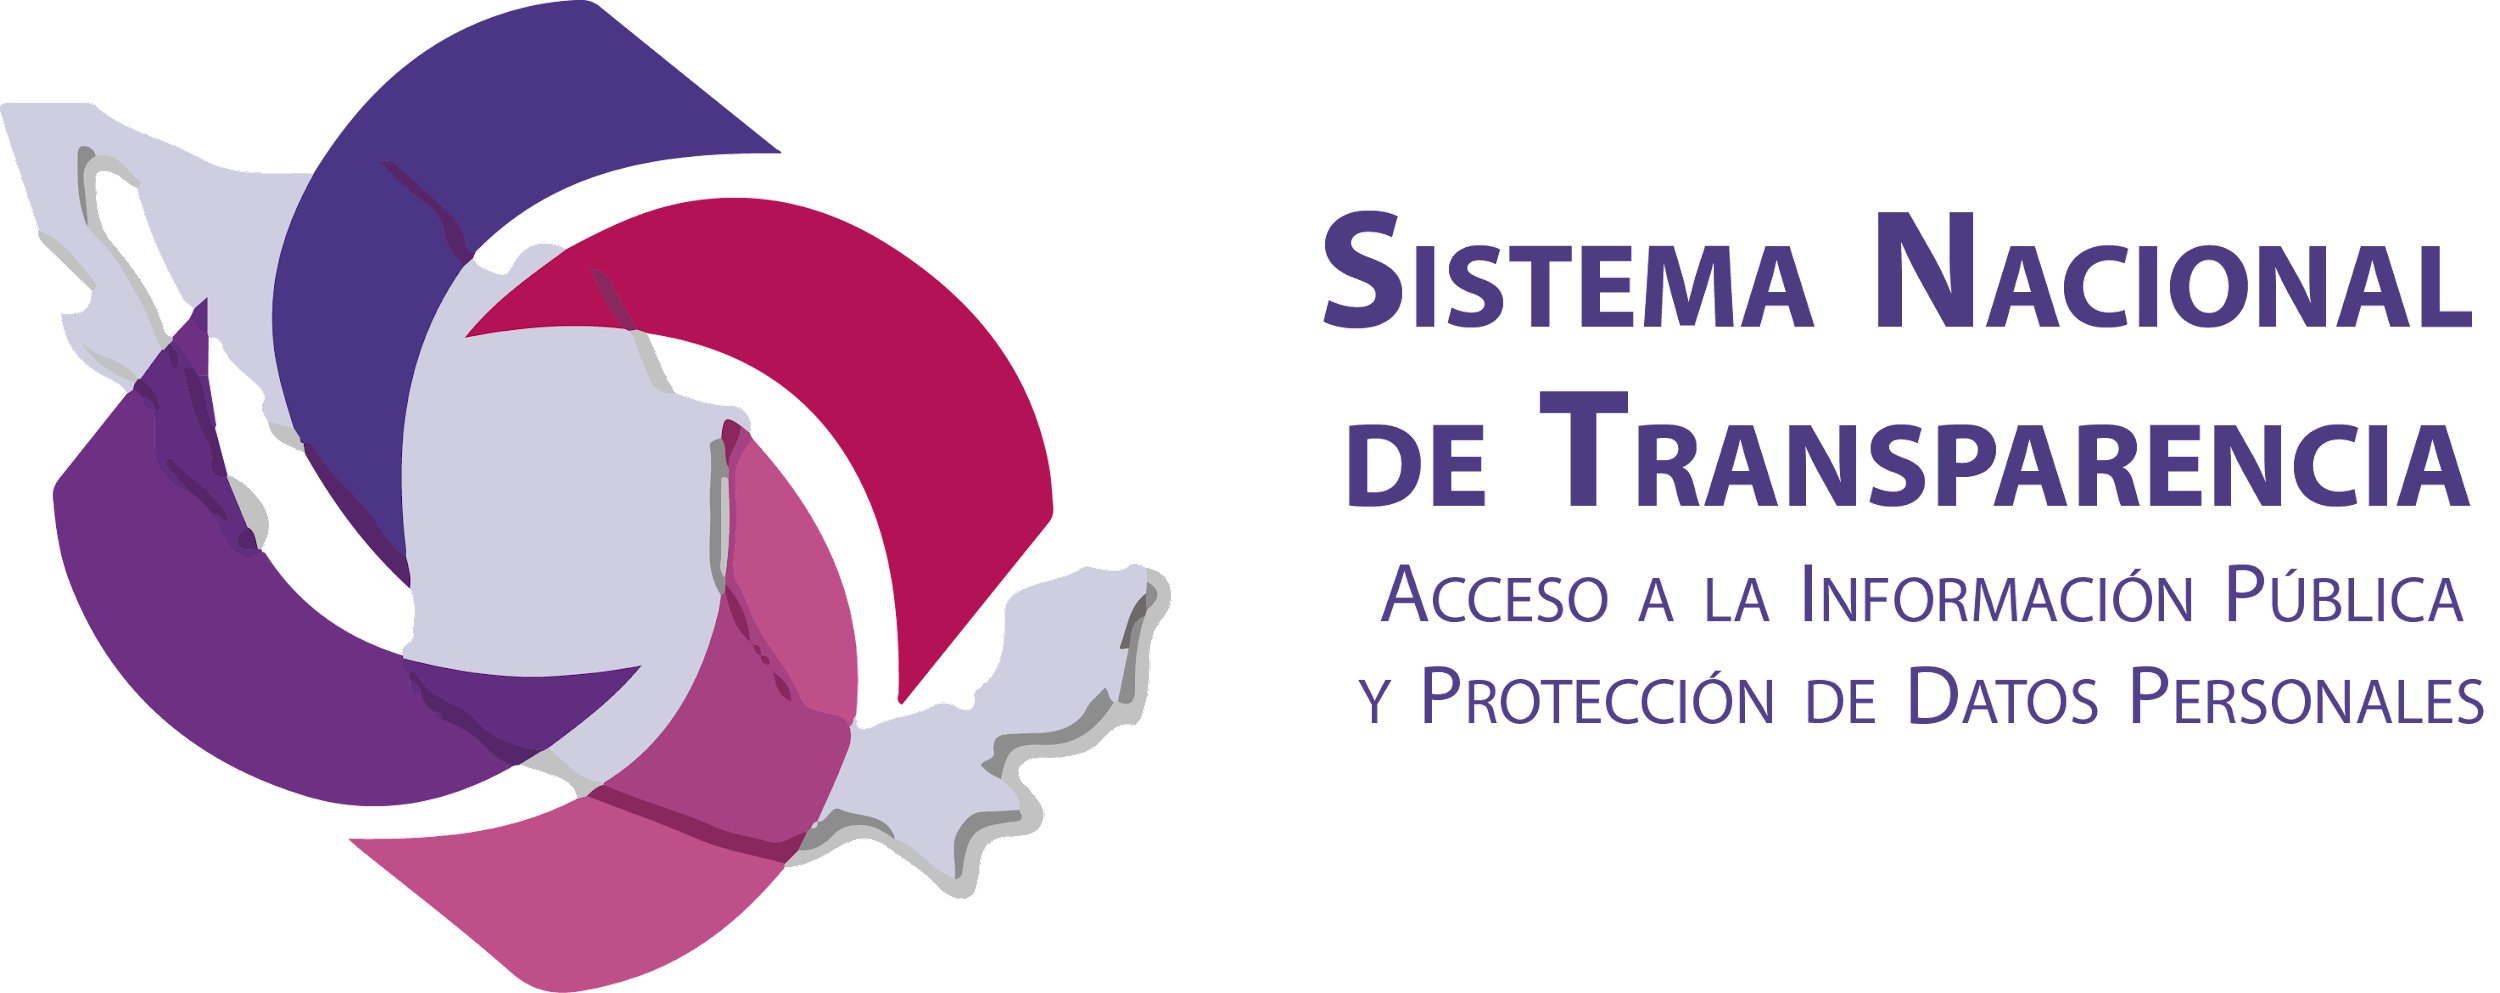 Sistema Nacional
de Transparencia
Acceso a la Información Pública
y Protección de Datos Personales